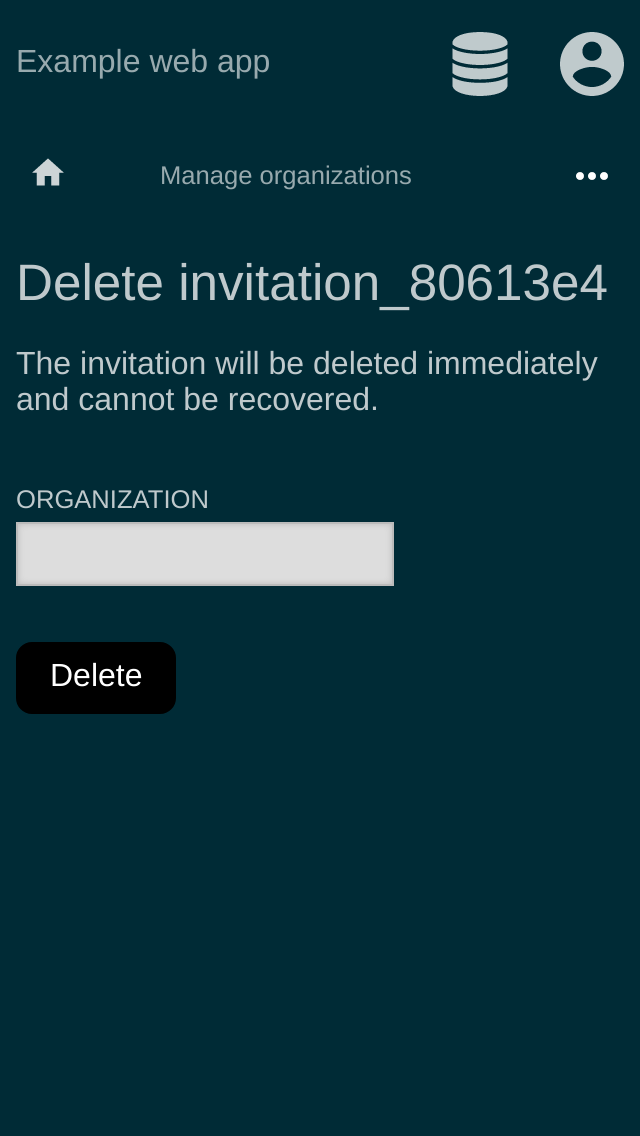 Example web app
Manage organizations
Delete invitation_80613e4
The invitation will be deleted immediately
and cannot be recovered.
ORGANIZATION
Delete